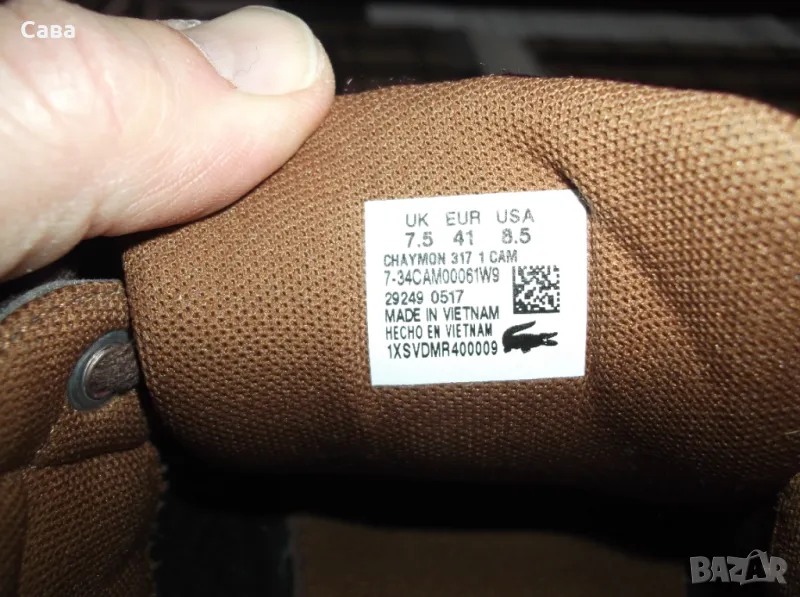 Сава
UK EUR USA
7.5 41 8.5
CHAYMON 317 1 CAM
7-34CAM00061W9
29249 0517
MADE IN VIETNAM
HECHO EN VIETNAM
1XSVDMR400009
BAZAR